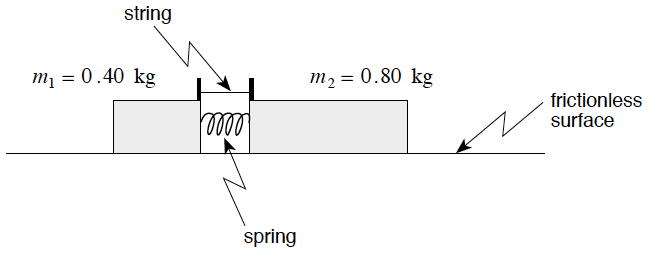 string
m₁ = 0.40 kg
m₂ = 0.80 kg
frictionless
surface
spring